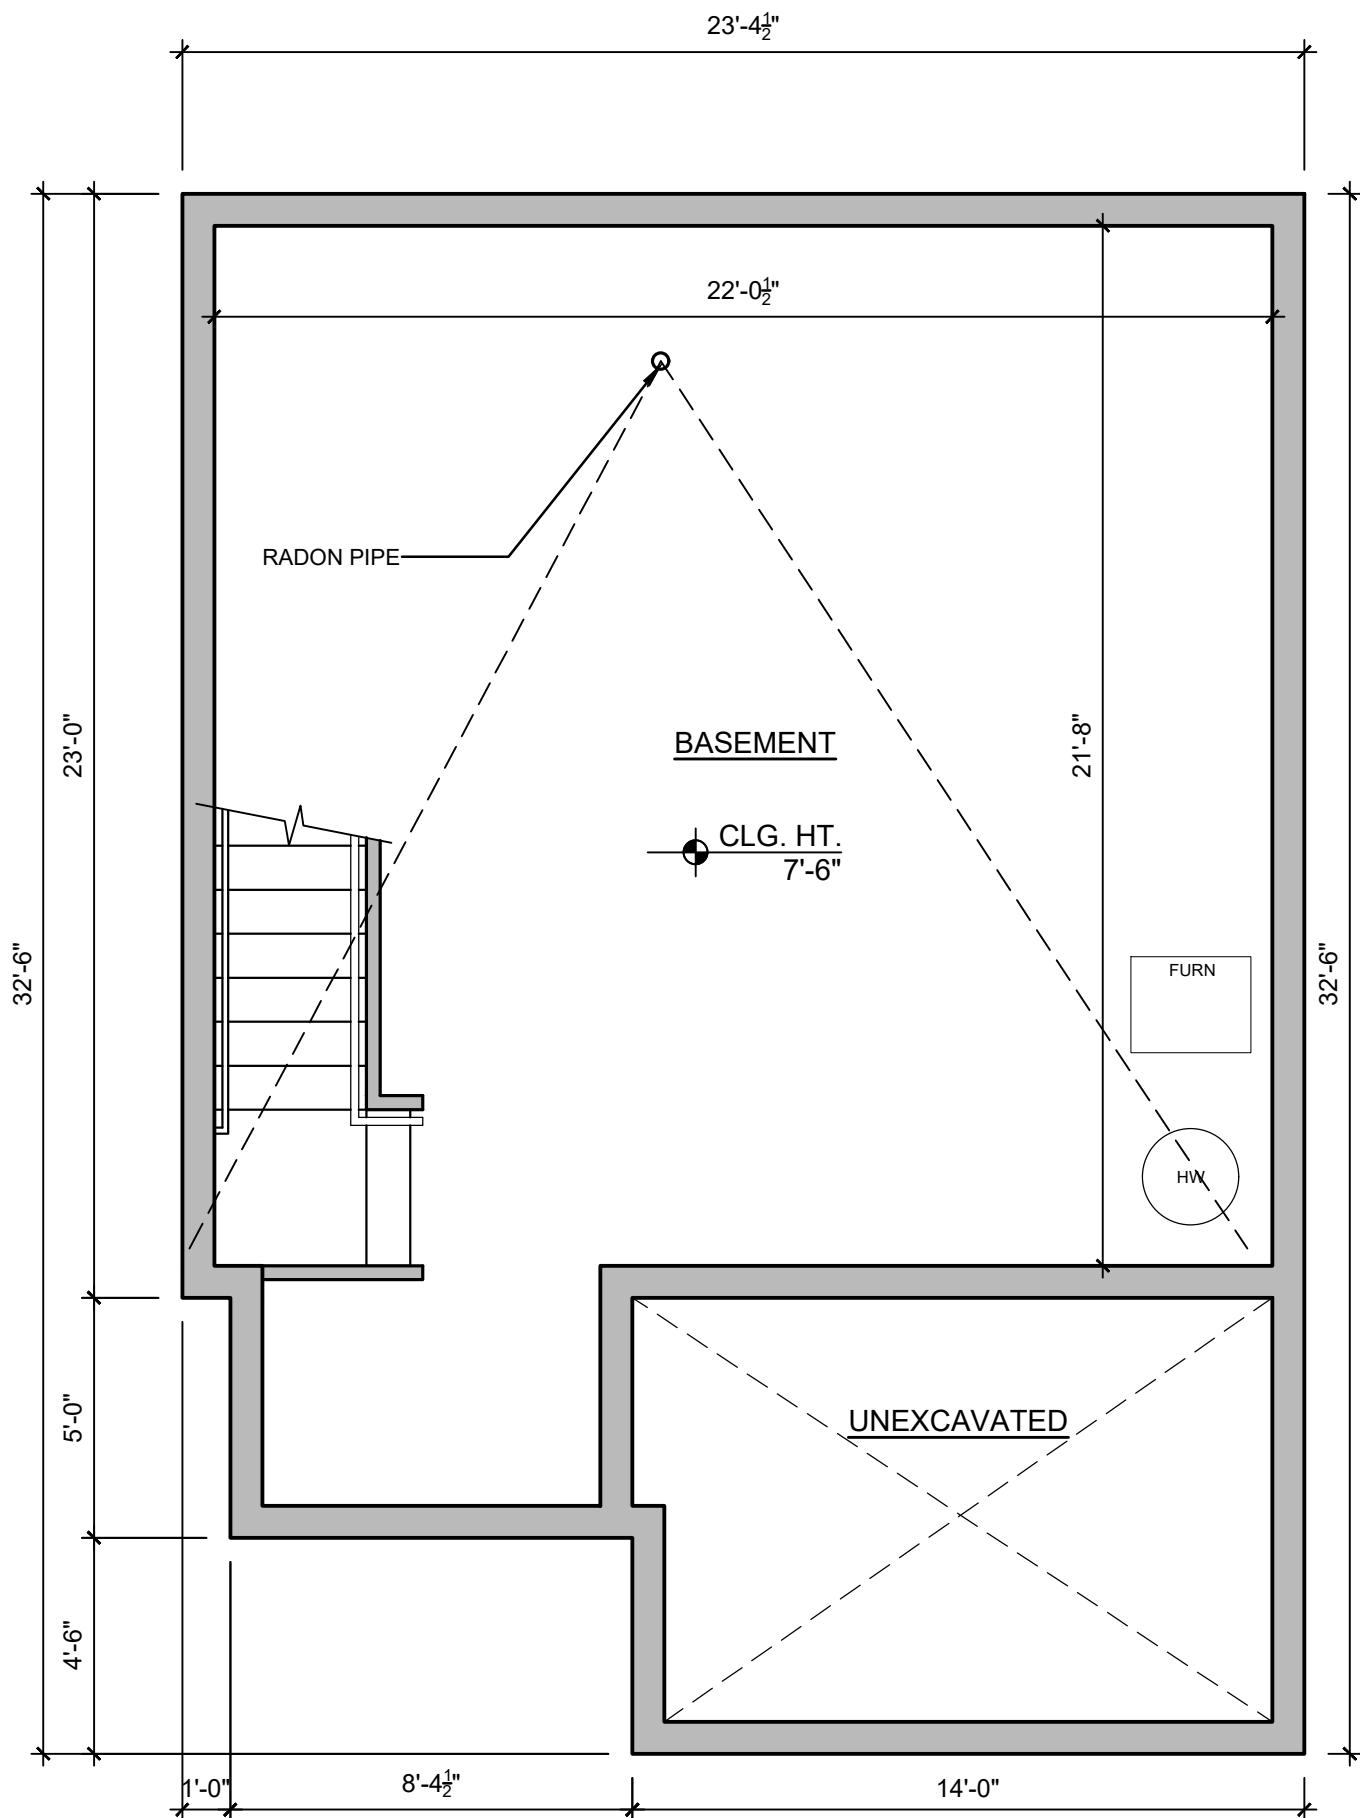 23'-4½"
22'-0½"
RADON PIPE
23'-0"
BASEMENT
21'-8"
CLG. HT.
7'-6"
32'-6"
FURN
32'-6"
HW
5'-0"
UNEXCAVATED
4'-6"
1'-0"
8'-4½"
14'-0"